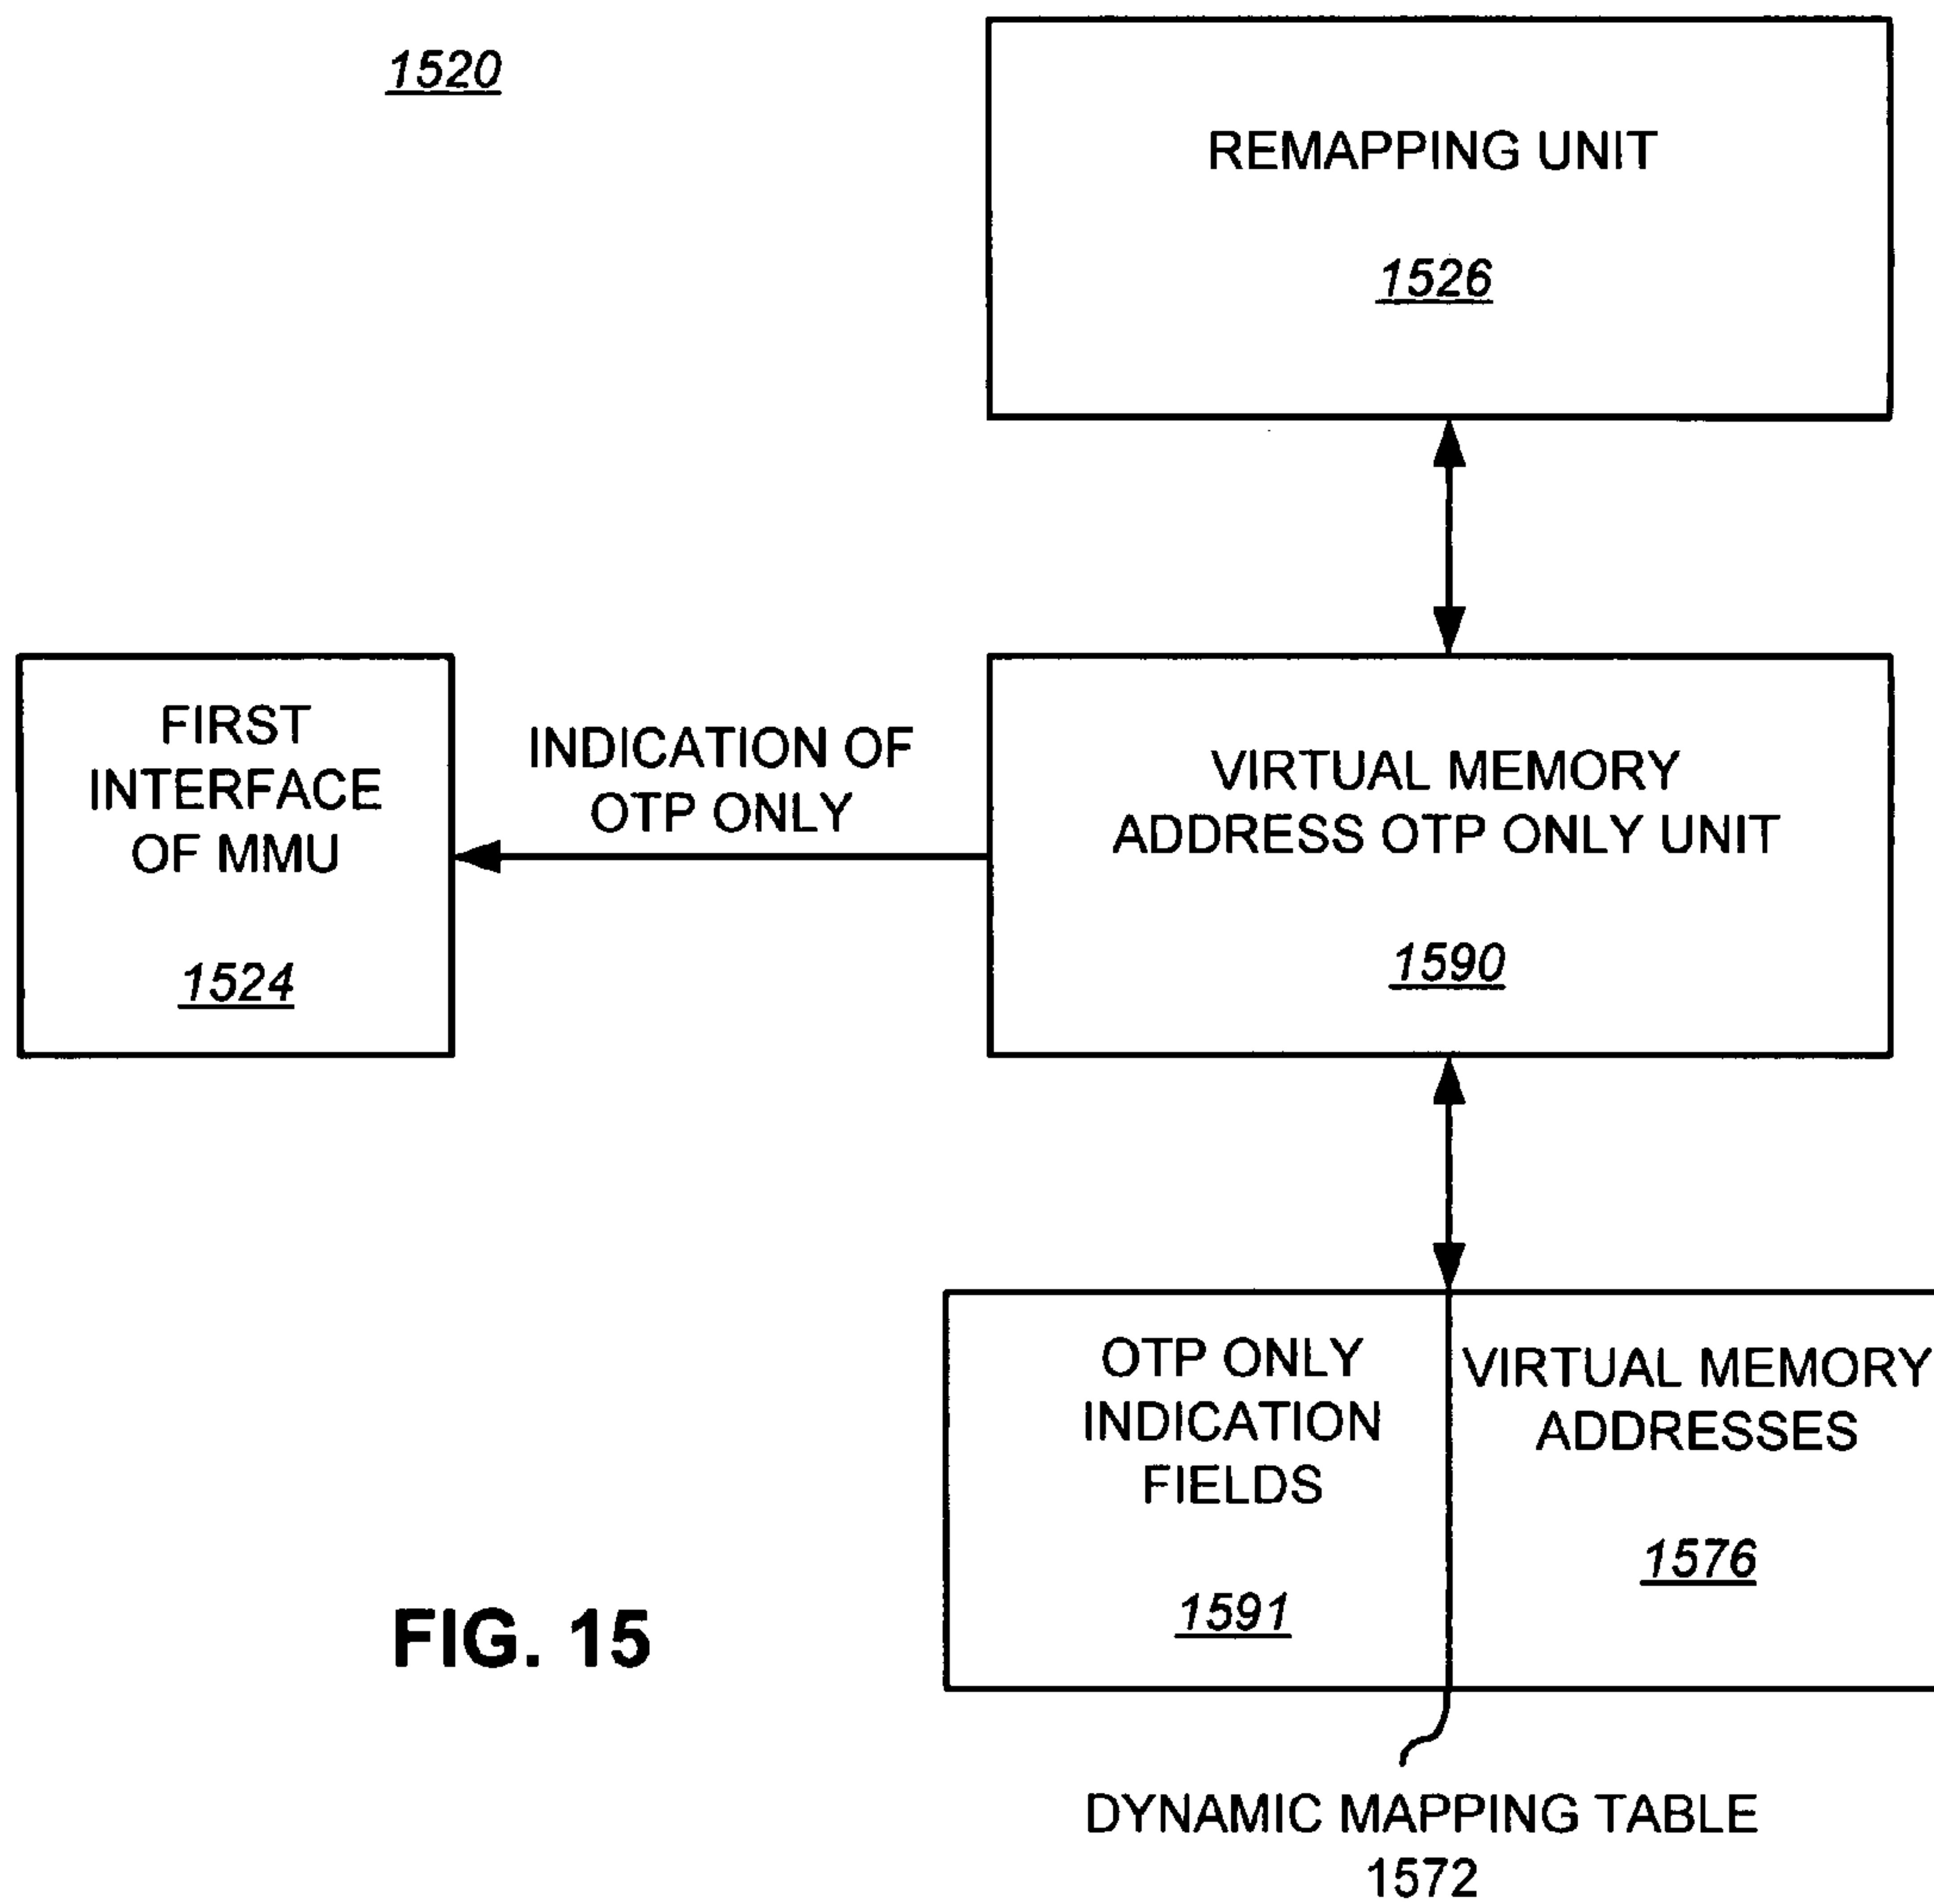 1520
REMAPPING UNIT
1526
FIRST
INTERFACE
OF MMU
1524
INDICATION OF
OTP ONLY
VIRTUAL MEMORY
ADDRESS OTP ONLY UNIT
1590
OTP ONLY
INDICATION
FIELDS
1591
VIRTUAL MEMORY
ADDRESSES
1576
FIG. 15
DYNAMIC MAPPING TABLE
1572